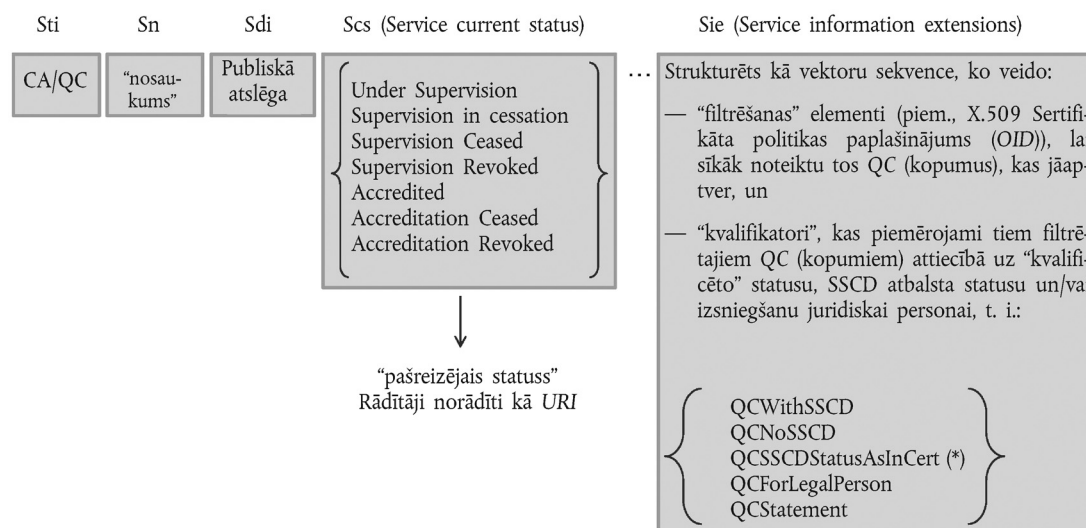 Sti
Sn
Sdi
Scs (Service current status)
Sie (Service information extensions)
CA/QC
“nosau-
kums”
Publiskā
atslēga
Under Supervision
Supervision in cessation
Supervision Ceased
Supervision Revoked
Accredited
Accreditation Ceased
Accreditation Revoked
“pašreizējais statuss”
Rādītāji norādīti kā URI
...
Strukturēts kā vektoru sekvence, ko veido:
— “filtrēšanas” elementi (piem., X.509 Sertifi-
kāta politikas paplašinājums (OID)), la
sīkāk noteiktu tos QC (kopumus), kas jāap-
tver, un
— “kvalifikatori”, kas piemērojami tiem filtrē-
tajiem QC (kopumiem) attiecībā uz “kvalifi-
cēto” statusu, SSCD atbalsta statusu un/va
izsniegšanu juridiskai personai, t. i.:
QCWithSSCD
QCNoSSCD
QCSSCDStatusAsInCert (*)
QCForLegalPerson
QCStatement